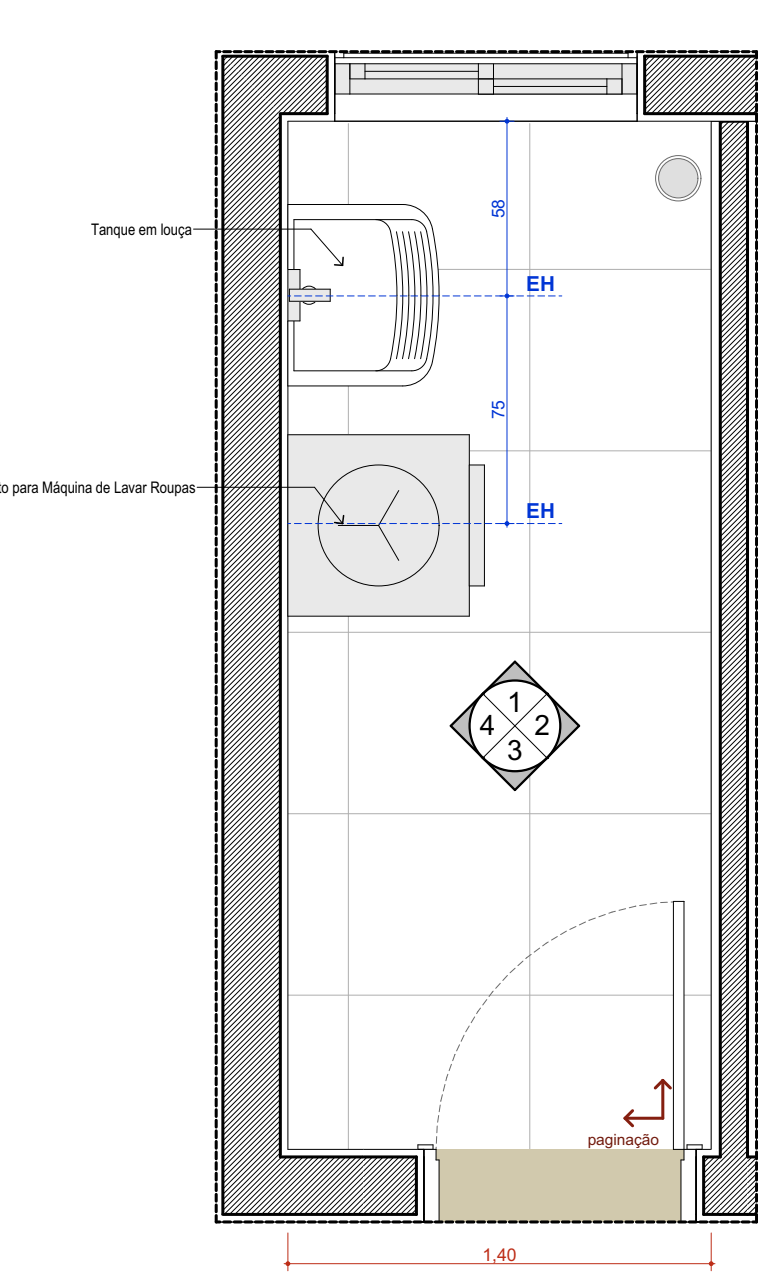 58
Tanque em louça
EH
75
to para Máquina de Lavar Roupas
EH
1
4 2
3
paginação
1,40